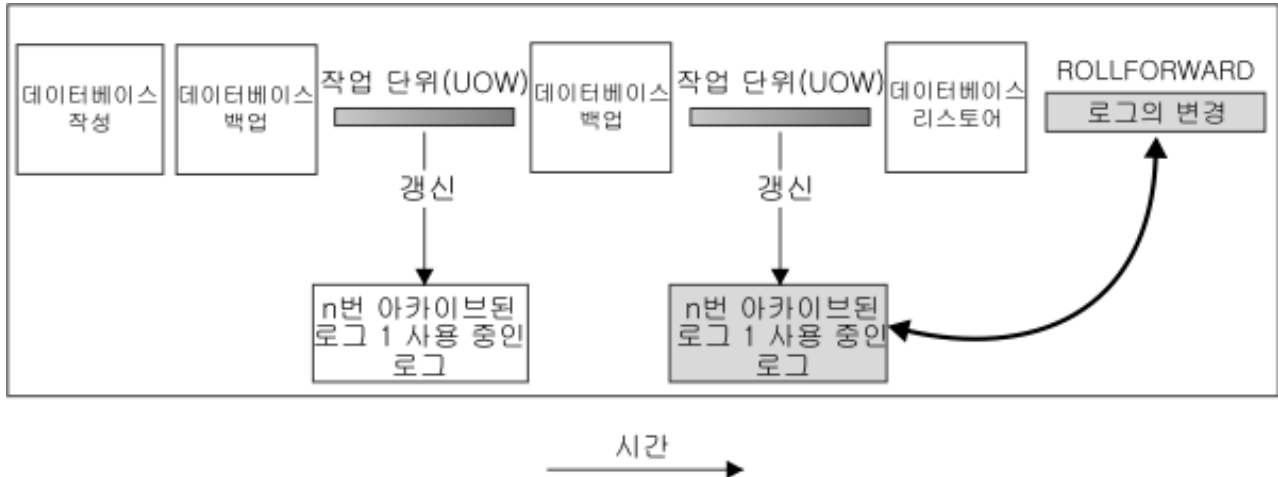 데이터베이스
작성
데이터베이스
백업
작업 단위(UOW)
갱신
n번 아카이브된
로그 1 사용 중인
로그
데이터베이스
백업
작업 단위(UOW)
갱신
n번 아카이브된
로그 1 사용 중인
로그
데이터베이스
리스토어
ROLLFORWARD
로그의 변경
시간